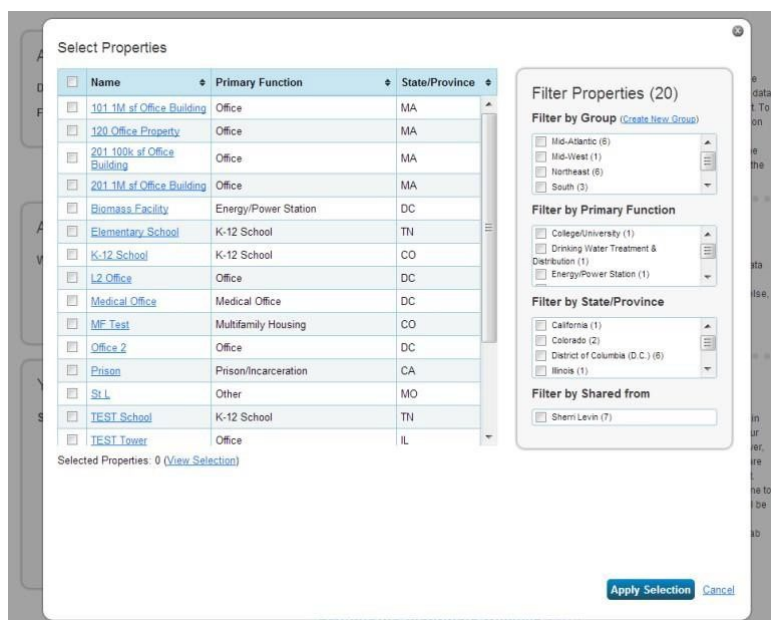 Select Properties
Name Primary Function State/Province
101 1M sf Office Building Office MA
120 Office Property Office MA
201 100k sf Office
Building Office MA
201 1M sf Office Building Office MA
Biomass Facility Energy/Power Station DC
Elementary School K-12 School TN
K-12 School K-12 School CO
L2 Office Office DC
Medical Office Medical Office DC
MF Test Multifamily Housing CO
Office 2 Office DC
Prison Prison/Incarceration CA
St L Other MO
TEST School K-12 School TN
TEST Tower Office IL
Selected Properties: 0 (View Selection)
Filter Properties (20)
Filter by Group (Create New Group)
Mid-Atlantic (6)
Mid-West (1)
Northeast (6)
South (3)
Filter by Primary Function
College/University (1)
Drinking Water Treatment &
Distribution (1)
Energy/Power Station (1)
Filter by State/Province
California (1)
Colorado (2)
District of Columbia (D.C.) (6)
Illinois (1)
Filter by Shared from
Sherri Levin (7)
Apply Selection Cancel